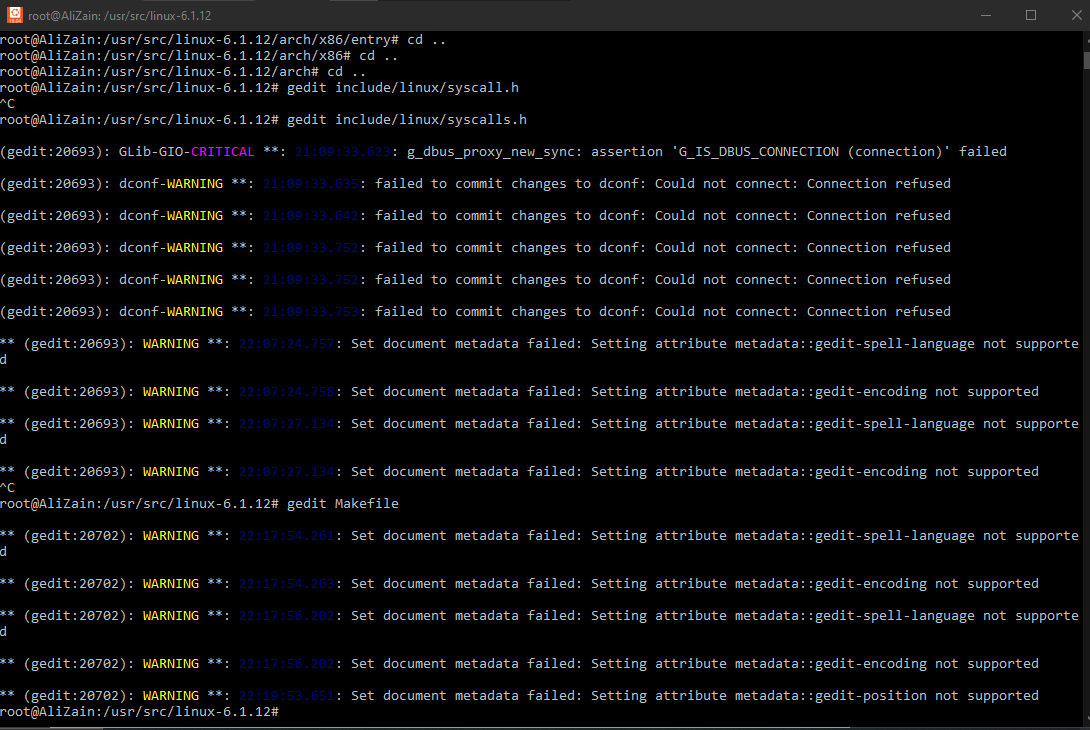 root@AliZain: /usr/src/linux-6.1.12
root@AliZain:/usr/src/linux-6.1.12/arch/x86/entry# cd ..
root@AliZain:/usr/src/linux-6.1.12/arch/x86# cd ..
root@AliZain:/usr/src/linux-6.1.12/arch# cd ..
root@AliZain:/usr/src/linux-6.1.12# gedit include/linux/syscall.h
^C
root@AliZain:/usr/src/linux-6.1.12# gedit include/linux/syscalls.h
(gedit:20693): GLib-GIO-CRITICAL **: 21:09:33.623: g_dbus_proxy_new_sync: assertion 'G_IS_DBUS_CONNECTION (connection)' failed
(gedit:20693): dconf-WARNING **: 21:09:33.635: failed to commit changes to dconf: Could not connect: Connection refused
(gedit:20693): dconf-WARNING **: 21:09:33.642: failed to commit changes to dconf: Could not connect: Connection refused
(gedit:20693): dconf-WARNING **: 21:09:33.752: failed to commit changes to dconf: Could not connect: Connection refused
(gedit:20693): dconf-WARNING **: 21:09:33.752: failed to commit changes to dconf: Could not connect: Connection refused
(gedit:20693): dconf-WARNING **: 21:09:33.753: failed to commit changes to dconf: Could not connect: Connection refused
** (gedit:20693): WARNING **: 22:07:24.757: Set document metadata failed: Setting attribute metadata::gedit-spell-language not supporte
d
** (gedit:20693): WARNING **: 22:07:24.758: Set document metadata failed: Setting attribute metadata::gedit-encoding not supported
** (gedit:20693): WARNING **: 22:07:27.134: Set document metadata failed: Setting attribute metadata::gedit-spell-language not supporte
d
** (gedit:20693): WARNING **: 22:07:27.134: Set document metadata failed: Setting attribute metadata::gedit-encoding not supported
^C
root@AliZain:/usr/src/linux-6.1.12# gedit Makefile
** (gedit:20702): WARNING **: 22:17:54.261: Set document metadata failed: Setting attribute metadata::gedit-spell-language not supporte
d
** (gedit:20702): WARNING **: 22:17:54.263: Set document metadata failed: Setting attribute metadata::gedit-encoding not supported
** (gedit:20702): WARNING **: 22:17:56.202: Set document metadata failed: Setting attribute metadata::gedit-spell-language not supporte
d
** (gedit:20702): WARNING **: 22:17:56.202: Set document metadata failed: Setting attribute metadata::gedit-encoding not supported
** (gedit:20702): WARNING **: 22:19:53.651: Set document metadata failed: Setting attribute metadata::gedit-position not supported
root@AliZain:/usr/src/linux-6.1.12#